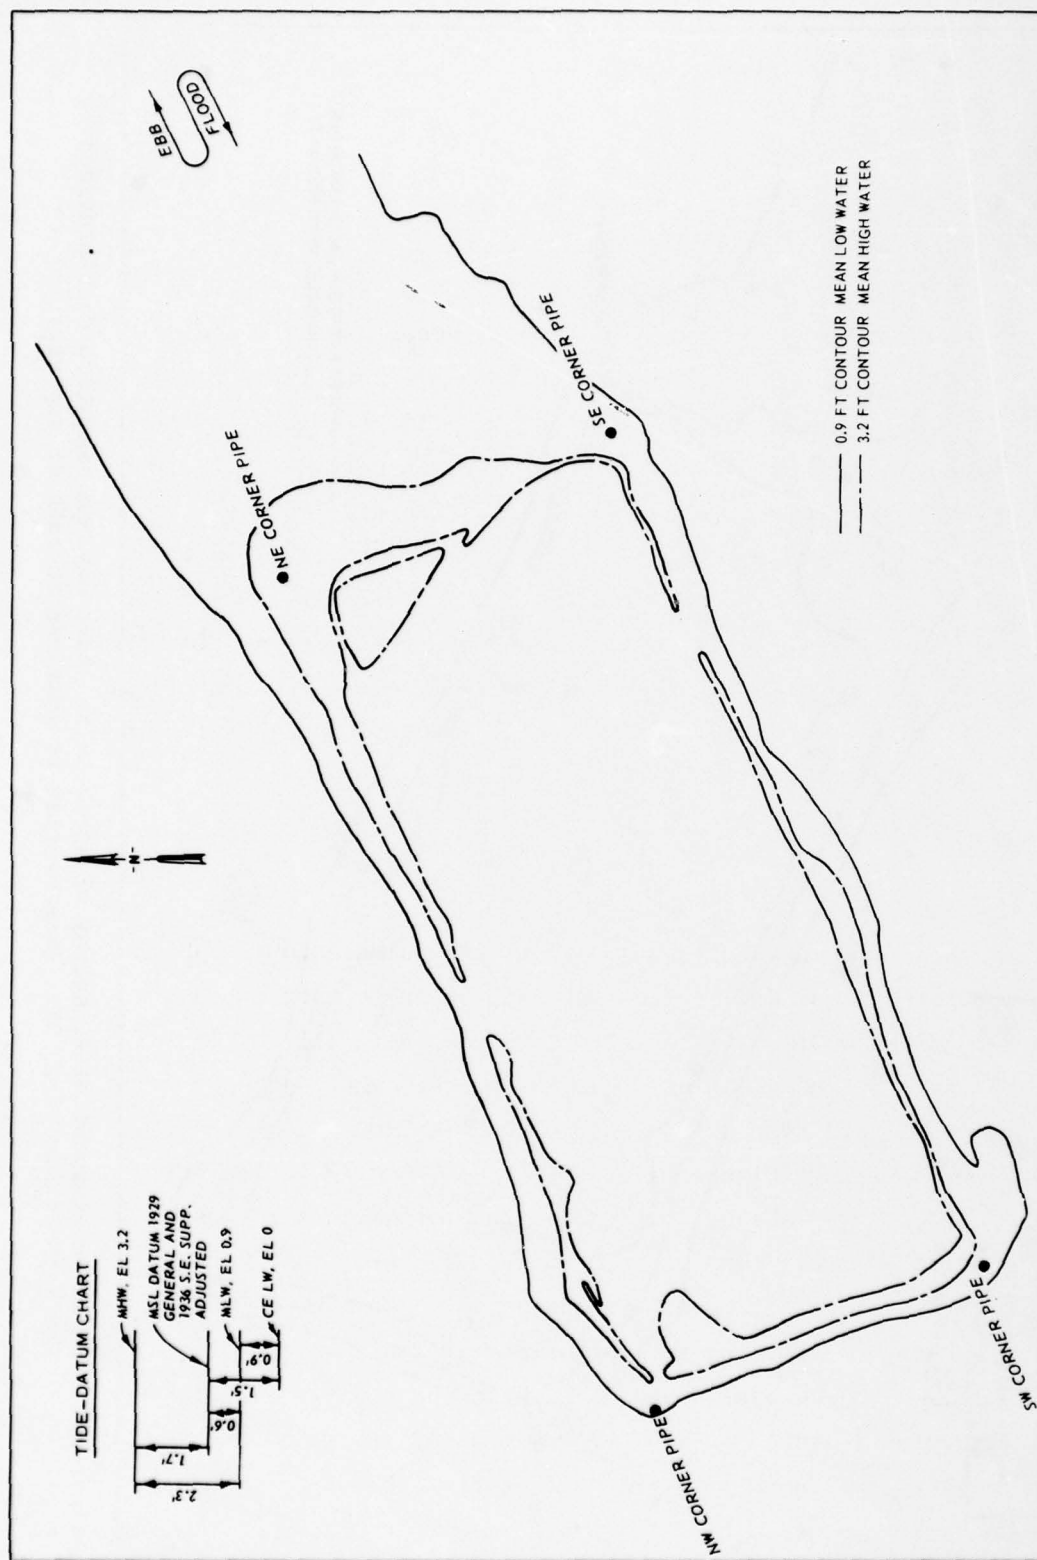 TIDE-DATUM CHART
MHW, EL 3.2
MSL DATUM 1929
GENERAL AND
1936 S.E. SUPP.
ADJUSTED
MLW, EL 0.9
CE LW, EL 0
2.3'
1.7'
0.6'
1.5'
0.9'
-N-
EBB
FLOOD
NE CORNER PIPE
SE CORNER PIPE
NW CORNER PIPE
SW CORNER PIPE
0.9 FT CONTOUR MEAN LOW WATER
3.2 FT CONTOUR MEAN HIGH WATER